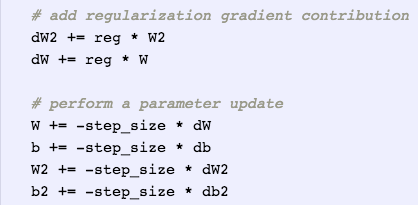 # add regularization gradient contribution
dW2 += reg * W2
dW += reg * W
# perform a parameter update
W += -step_size * dW
b += -step_size * db
W2 += -step_size * dW2
b2 += -step_size * db2